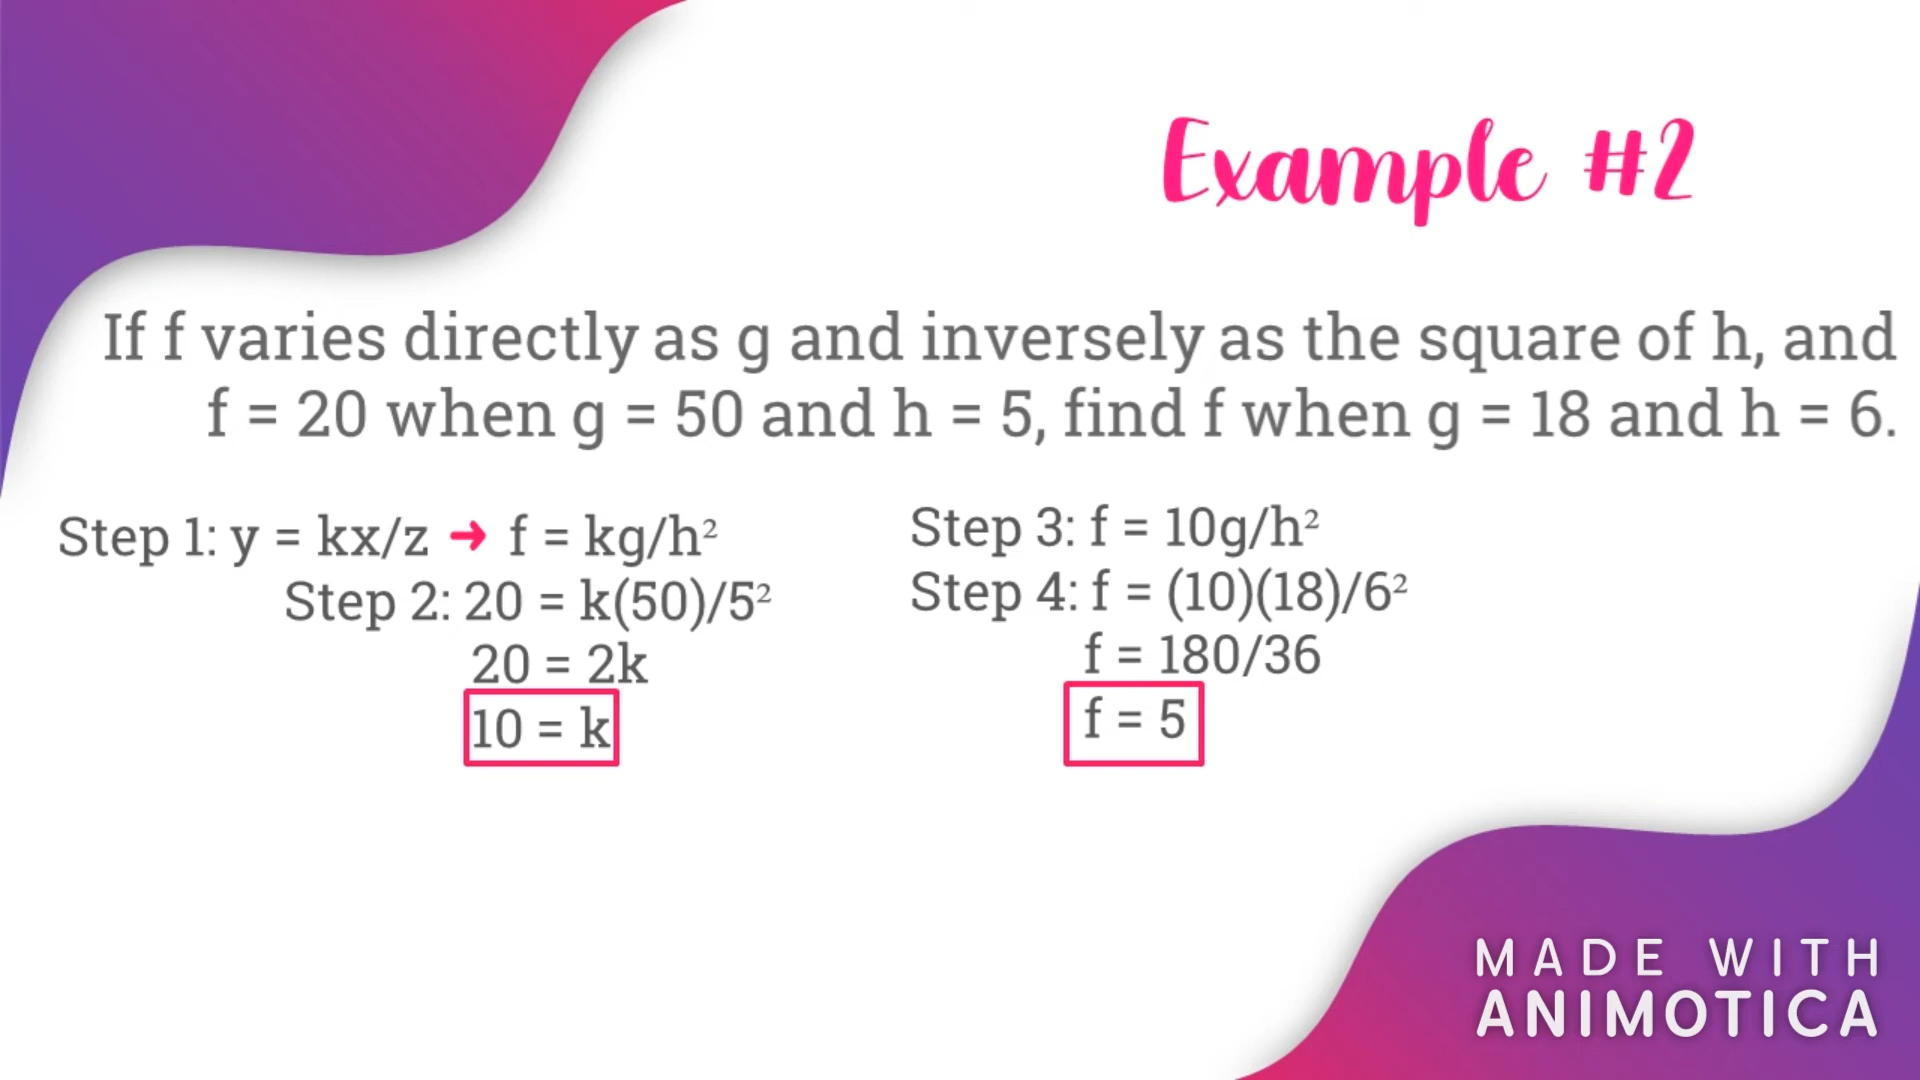 Example #2
If f varies directly as g and inversely as the square of h, and
f = 20 when g = 50 and h = 5, find f when g = 18 and h = 6.
Step 1: y = kx/z ➜ f = kg/h²
Step 2: 20 = k(50)/5²
20 = 2k
10 = k
Step 3: f = 10g/h²
Step 4: f = (10)(18)/6²
f = 180/36
f = 5
MADE WITH
ANIMOTICA